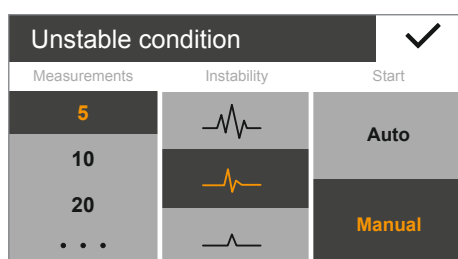 Unstable condition
Measurements Instability Start
5
Auto
10
20
Manual
...